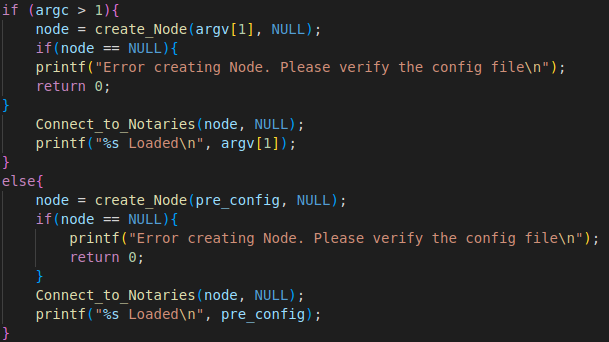 if (argc > 1){
    node = create_Node(argv[1], NULL);
    if(node == NULL){
    printf("Error creating Node. Please verify the config file\n");
    return 0;
}
    Connect_to_Notaries(node, NULL);
    printf("%s Loaded\n", argv[1]);
}
else{
    node = create_Node(pre_config, NULL);
    if(node == NULL){
        printf("Error creating Node. Please verify the config file\n");
        return 0;
    }
    Connect_to_Notaries(node, NULL);
    printf("%s Loaded\n", pre_config);
}